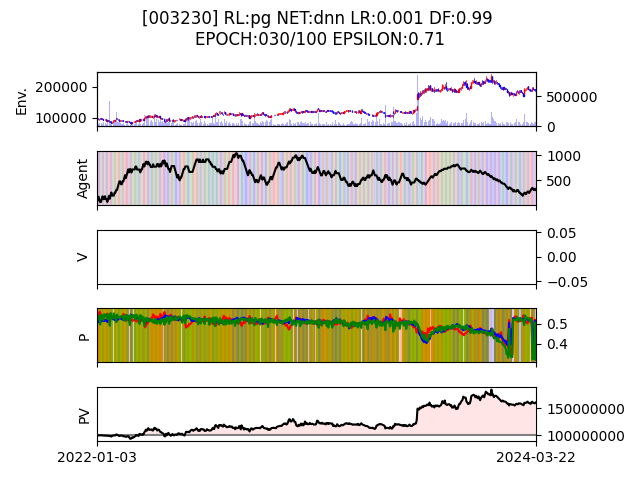 [003230] RL:pg NET:dnn LR:0.001 DF:0.99
EPOCH:030/100 EPSILON:0.71
Env.
200000
100000
500000
0
Agent
1000
500
V
0.05
0.00
−0.05
P
0.5
0.4
PV
150000000
100000000
2022-01-03
2024-03-22